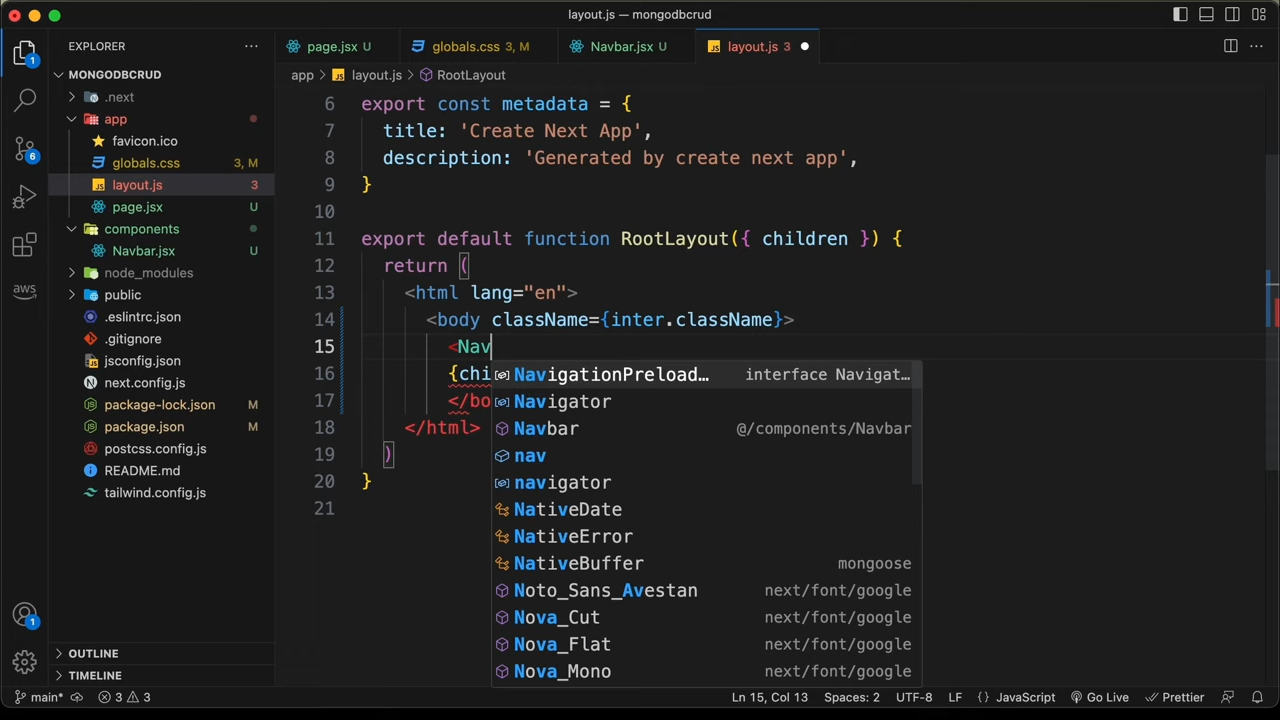 layout.js — mongodbcrud
EXPLORER
page.jsx U
globals.css 3, M
Navbar.jsx U
layout.js 3
MONGODBCRUD
app > layout.js > RootLayout
.next
app
favicon.ico
globals.css 3, M
layout.js 3
page.jsx U
components
Navbar.jsx U
node_modules
public
.eslintrc.json
.gitignore
jsconfig.json
next.config.js
package-lock.json M
package.json M
postcss.config.js
README.md
tailwind.config.js
OUTLINE
TIMELINE
1
6
aws
1
6 export const metadata = {
7 title: 'Create Next App',
8 description: 'Generated by create next app',
9 }
10
11 export default function RootLayout({ children }) {
12 return (
13 <html lang="en">
14 <body className={inter.className}>
15 <Nav
16 {chi
17 </bo
18 </html>
19 )
20 }
21
NavigationPreload… interface Navigat…
Navigator
Navbar @/components/Navbar
nav
navigator
NativeDate
NativeError
NativeBuffer mongoose
Noto_Sans_Avestan next/font/google
Nova_Cut next/font/google
Nova_Flat next/font/google
Nova_Mono next/font/google
main* 3 3 Ln 15, Col 13 Spaces: 2 UTF-8 LF {} JavaScript Go Live Prettier